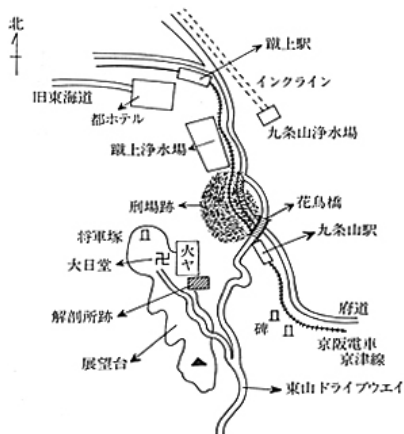 北
蹴上駅
インクライン
旧東海道
都ホテル
九条山浄水場
蹴上浄水場
刑場跡
花鳥橋
九条山駅
将軍塚
火ヤ
大日堂
卍
解剖所跡
府道
碑
京阪電車
京津線
展望台
東山ドライブウエイ